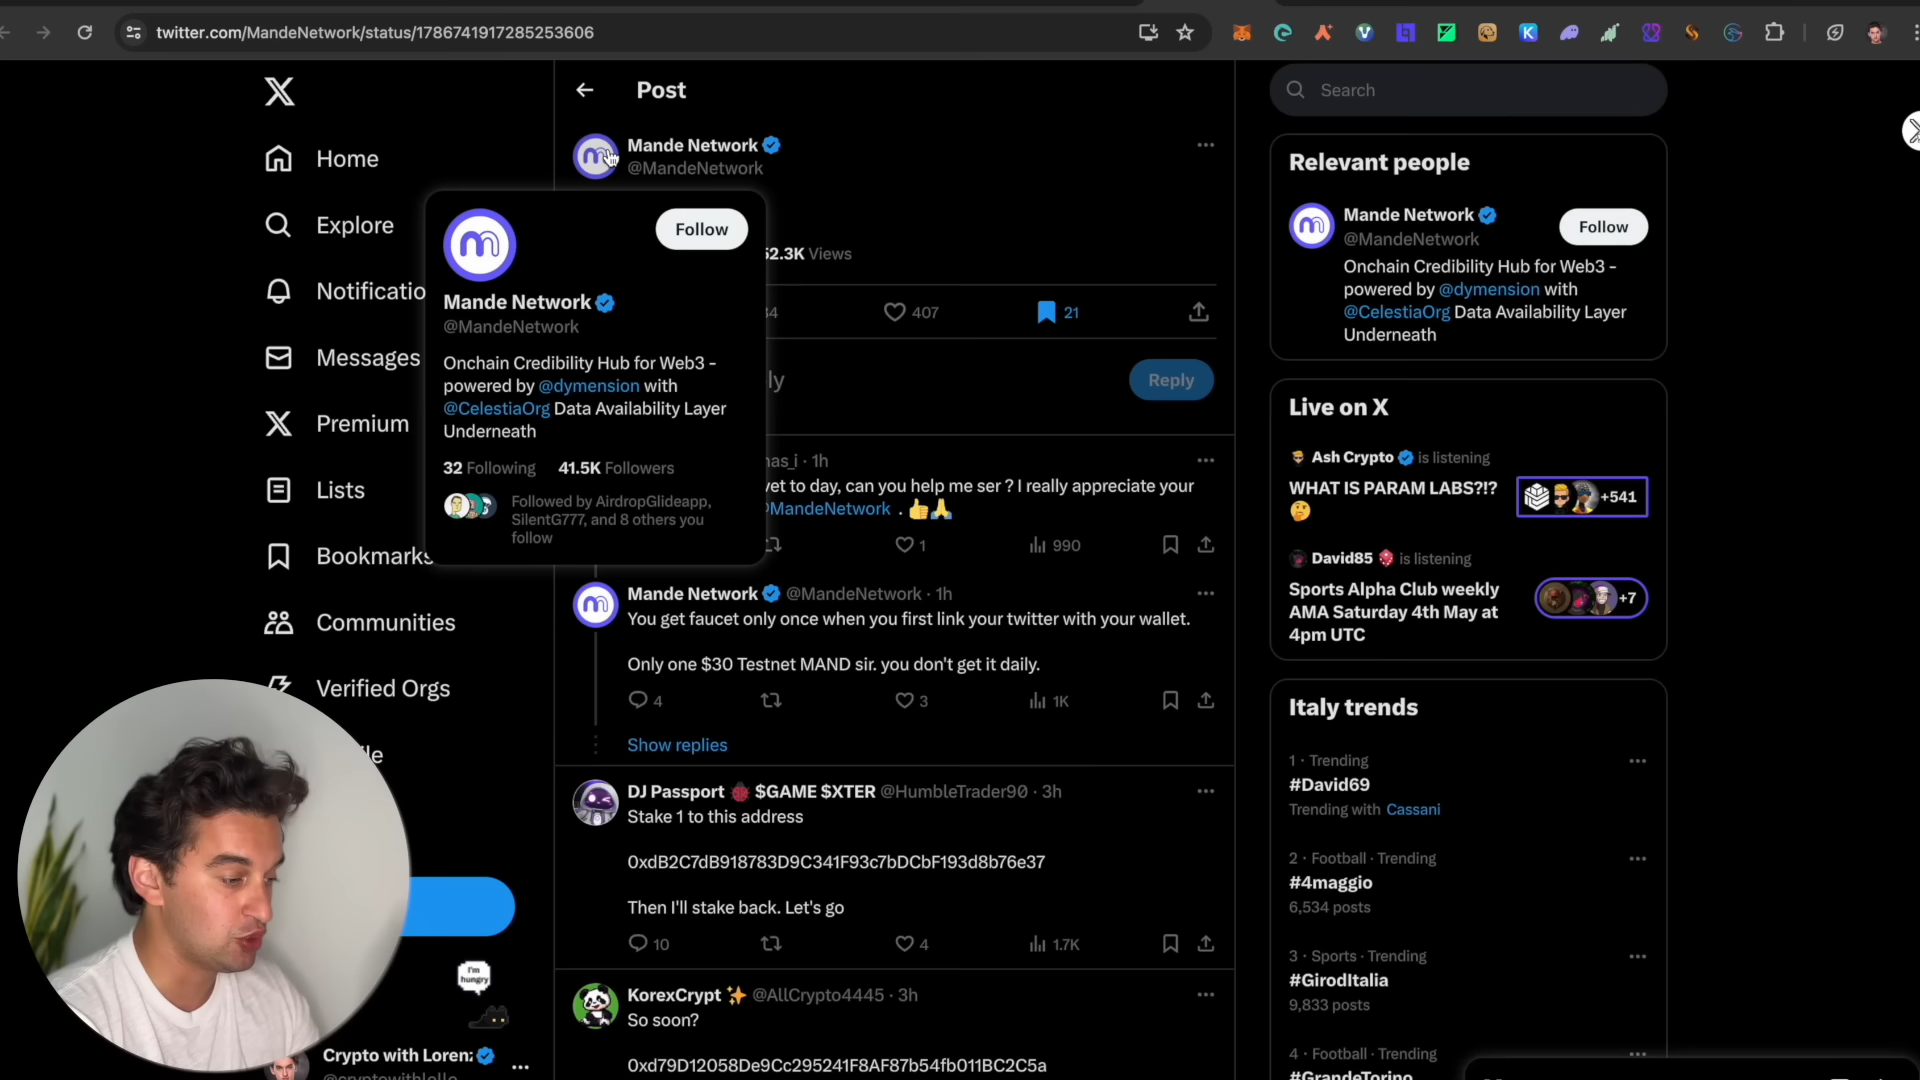 twitter.com/MandeNetwork/status/1786741917285253606
Home
Explore
Notificatio
Messages
Premium
Lists
Bookmarks
Communities
Verified Orgs
I'm
hungry
Crypto with Loren
Post
Mande Network
@MandeNetwork
52.3K Views
407
21
Reply
Follow
Mande Network
@MandeNetwork
Onchain Credibility Hub for Web3 -
powered by @dymension with
@CelestiaOrg Data Availability Layer
Underneath
32 Following 41.5K Followers
Followed by AirdropGlideapp,
SilentG777, and 8 others you
follow
as_i · 1h
yet to day, can you help me ser ? I really appreciate your
@MandeNetwork . 👍🙏
1
990
Mande Network @MandeNetwork · 1h
You get faucet only once when you first link your twitter with your wallet.
Only one $30 Testnet MAND sir. you don't get it daily.
4
3
1K
Show replies
DJ Passport 🐞 $GAME $XTER @HumbleTrader90 · 3h
Stake 1 to this address
0xdB2C7dB918783D9C341F93c7bDCbF193d8b76e37
Then I'll stake back. Let's go
10
4
1.7K
KorexCrypt ✨ @AllCrypto4445 · 3h
So soon?
0xd79D12058De9Cc295241F8AF87b54fb011BC2C5a
Search
Relevant people
Mande Network
@MandeNetwork
Follow
Onchain Credibility Hub for Web3 -
powered by @dymension with
@CelestiaOrg Data Availability Layer
Underneath
Live on X
Ash Crypto is listening
WHAT IS PARAM LABS?!?
🤔
+541
David85 is listening
Sports Alpha Club weekly
AMA Saturday 4th May at
4pm UTC
+7
Italy trends
1 · Trending
#David69
Trending with Cassani
2 · Football · Trending
#4maggio
6,534 posts
3 · Sports · Trending
#GirodItalia
9,833 posts
4 · Football · Trending
#GrandeTorino